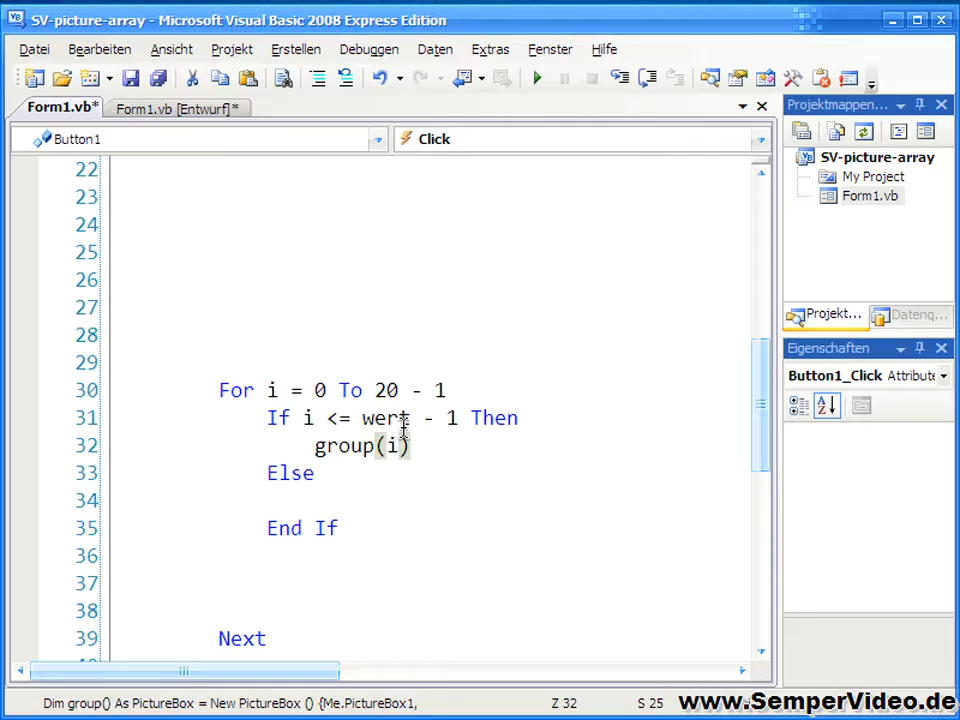 SV-picture-array - Microsoft Visual Basic 2008 Express Edition
Datei Bearbeiten Ansicht Projekt Erstellen Debuggen Daten Extras Fenster Hilfe
Form1.vb* Form1.vb [Entwurf]*
Button1 Click
22
23
24
25
26
27
28
29
30 For i = 0 To 20 - 1
31 If i <= wert - 1 Then
32 group(i)
33 Else
34
35 End If
36
37
38
39 Next
Projektmappen...
SV-picture-array
My Project
Form1.vb
Projekt... Datenq...
Eigenschaften
Button1_Click Attribute
Dim group() As PictureBox = New PictureBox () {Me.PictureBox1, Z 32 S 25
www.SemperVideo.de